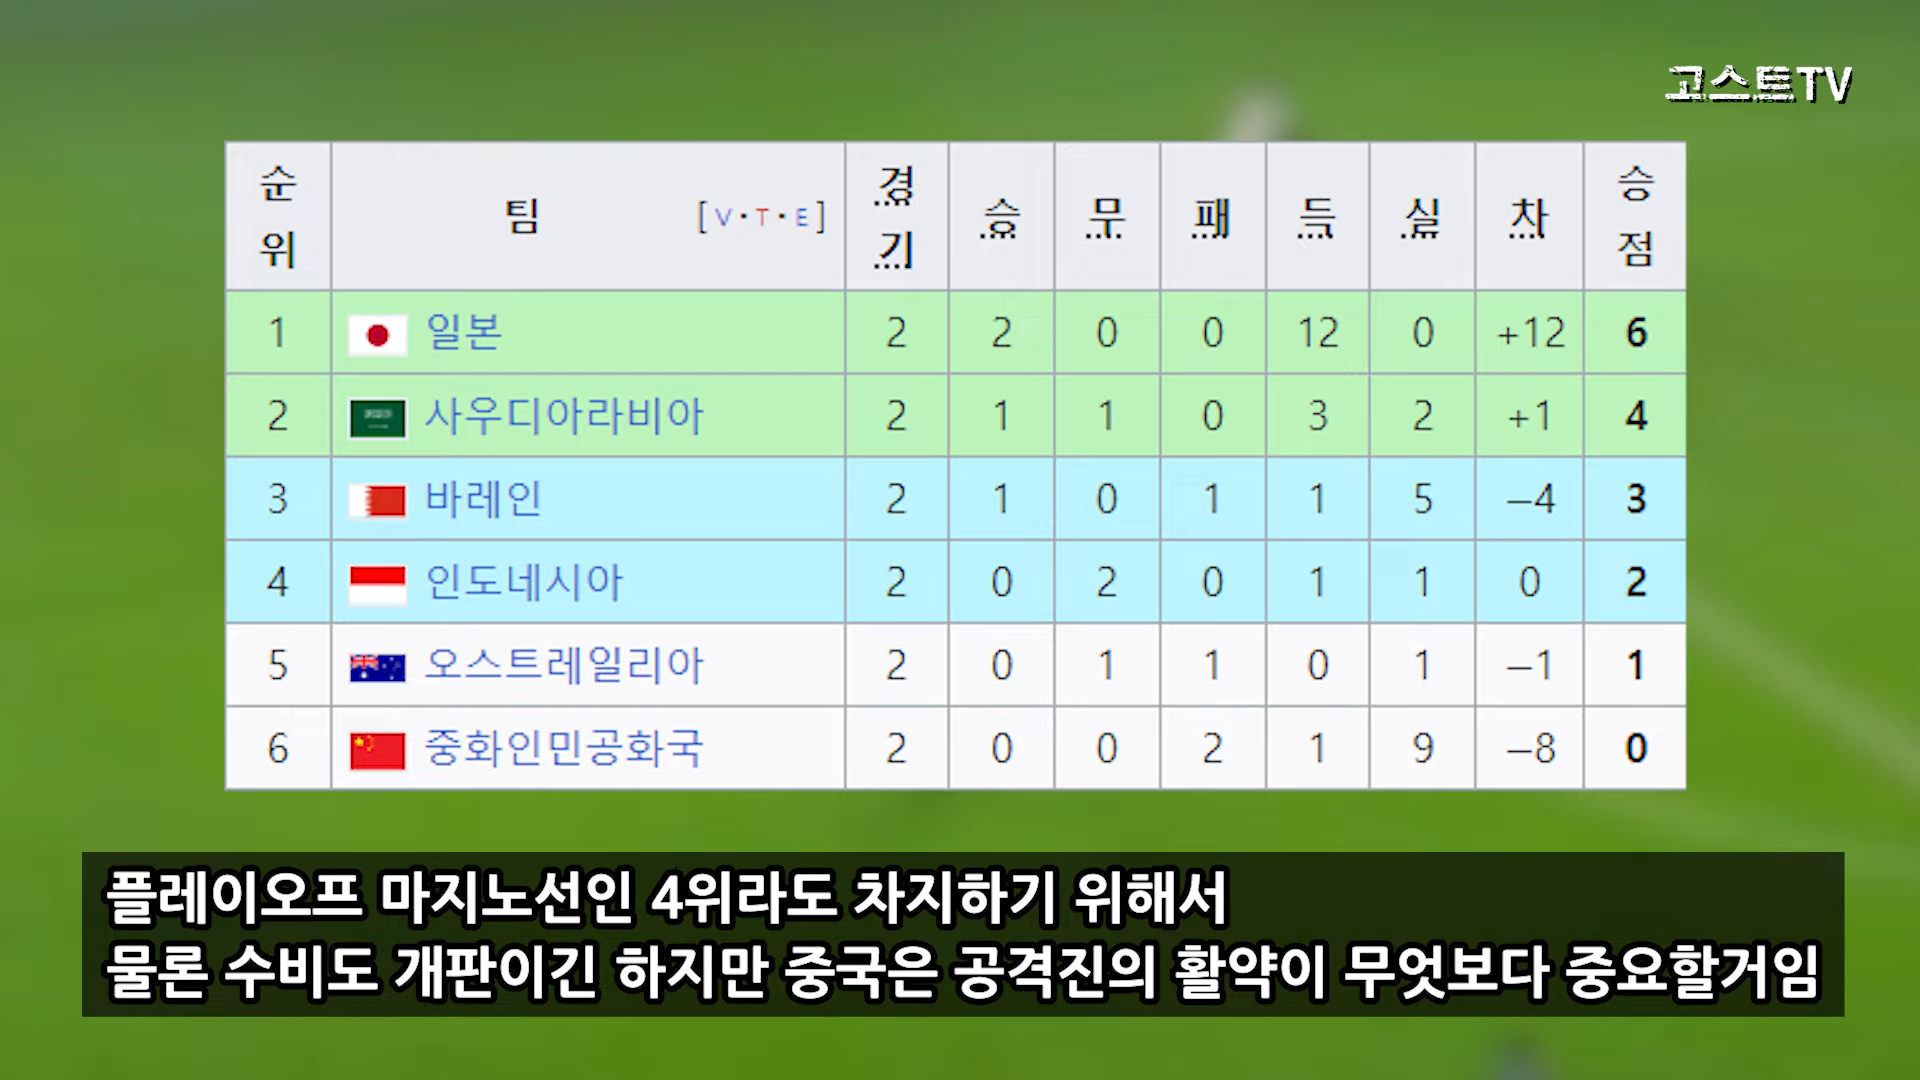 고스트TV
순위 팀 [V·T·E] 경기 승 무 패 득 실 차 승점
1 일본 2 2 0 0 12 0 +12 6
2 사우디아라비아 2 1 1 0 3 2 +1 4
3 바레인 2 1 0 1 1 5 −4 3
4 인도네시아 2 0 2 0 1 1 0 2
5 오스트레일리아 2 0 1 1 0 1 −1 1
6 중화인민공화국 2 0 0 2 1 9 −8 0
플레이오프 마지노선인 4위라도 차지하기 위해서
물론 수비도 개판이긴 하지만 중국은 공격진의 활약이 무엇보다 중요할거임